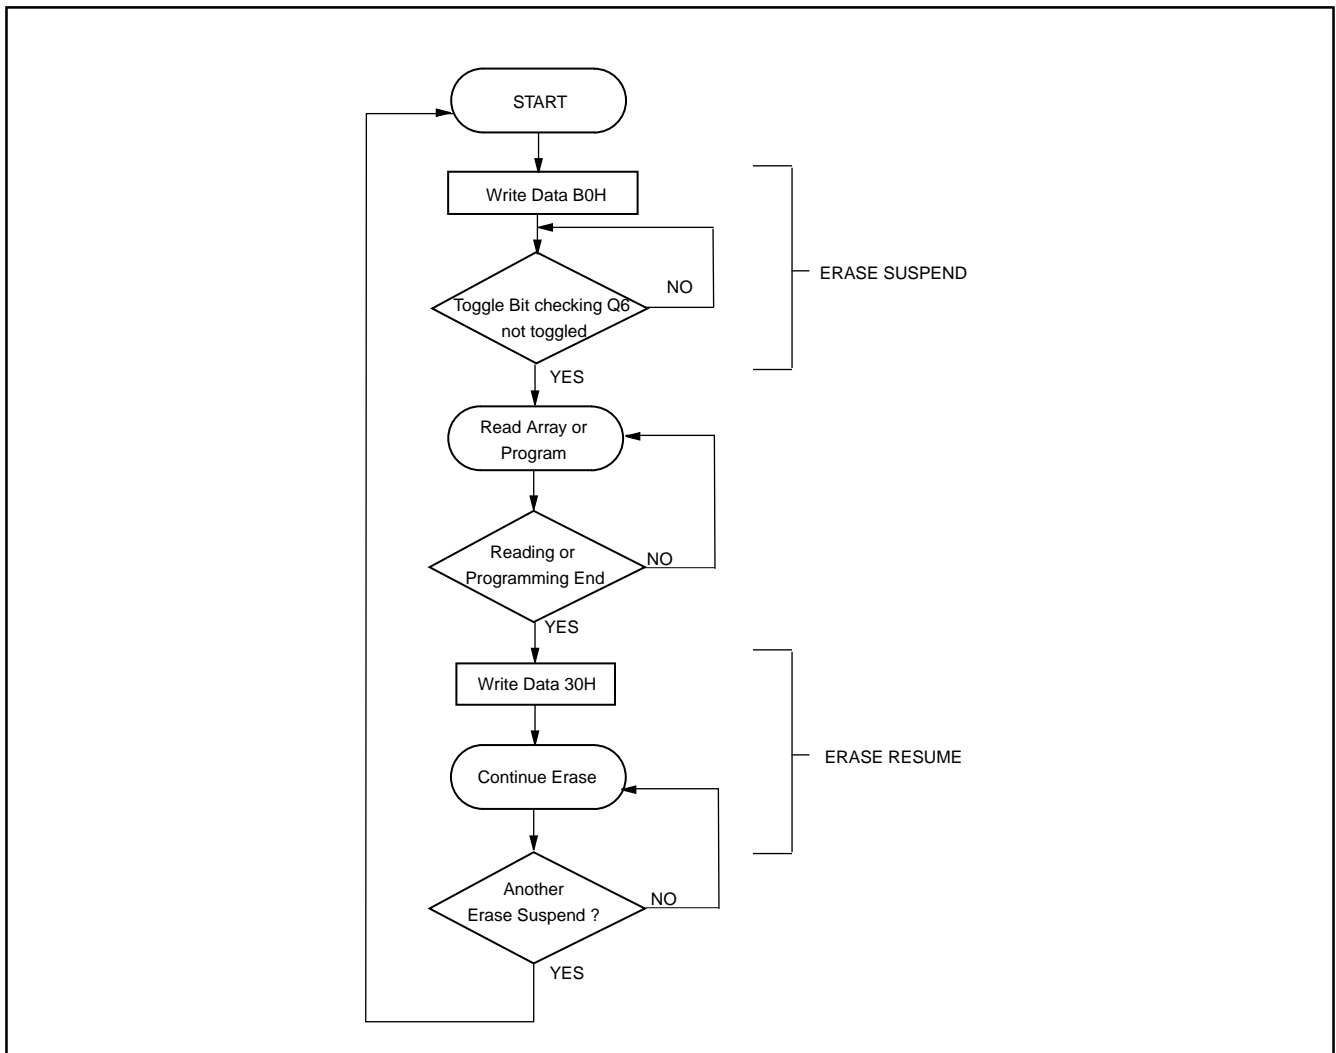 START
Write Data B0H
ERASE SUSPEND
NO
Toggle Bit checking Q6
not toggled
YES
Read Array or
Program
Reading or
Programming End
NO
YES
Write Data 30H
ERASE RESUME
Continue Erase
Another
Erase Suspend ?
NO
YES